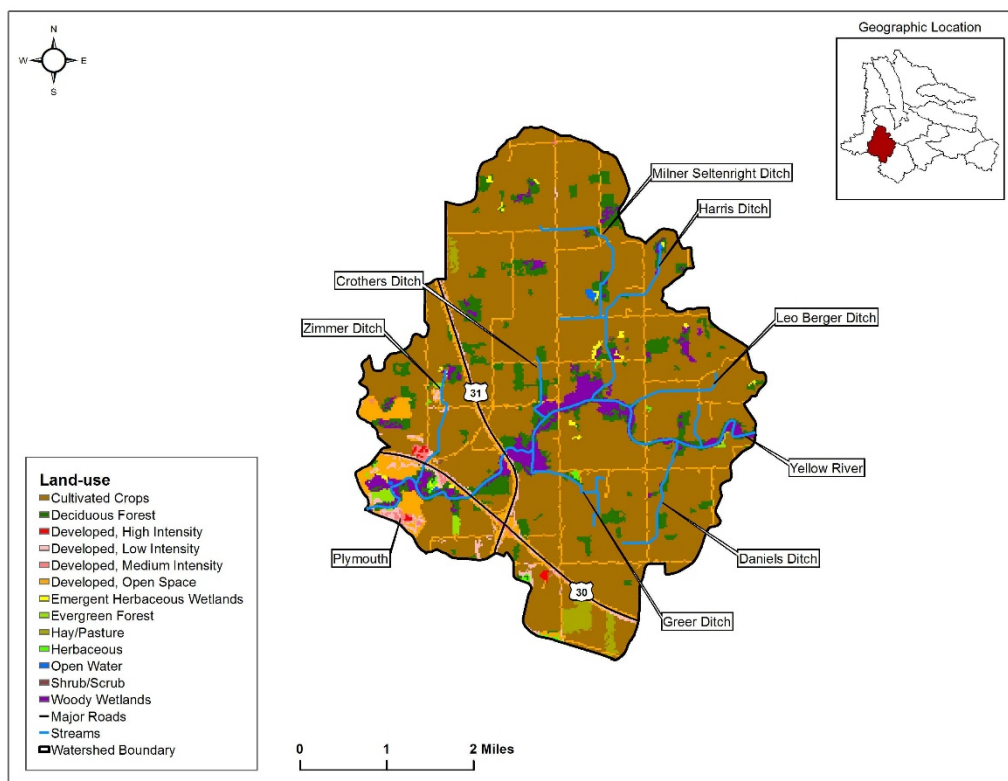 Geographic Location
N
W E
S
Milner Seltenright Ditch
Harris Ditch
Crothers Ditch
Leo Berger Ditch
Zimmer Ditch
31
Yellow River
Land-use
Cultivated Crops
Deciduous Forest
Developed, High Intensity
Developed, Low Intensity
Developed, Medium Intensity
Developed, Open Space
Emergent Herbaceous Wetlands
Evergreen Forest
Hay/Pasture
Herbaceous
Open Water
Shrub/Scrub
Woody Wetlands
Major Roads
Streams
Watershed Boundary
Plymouth
Daniels Ditch
30
Greer Ditch
0 1 2 Miles